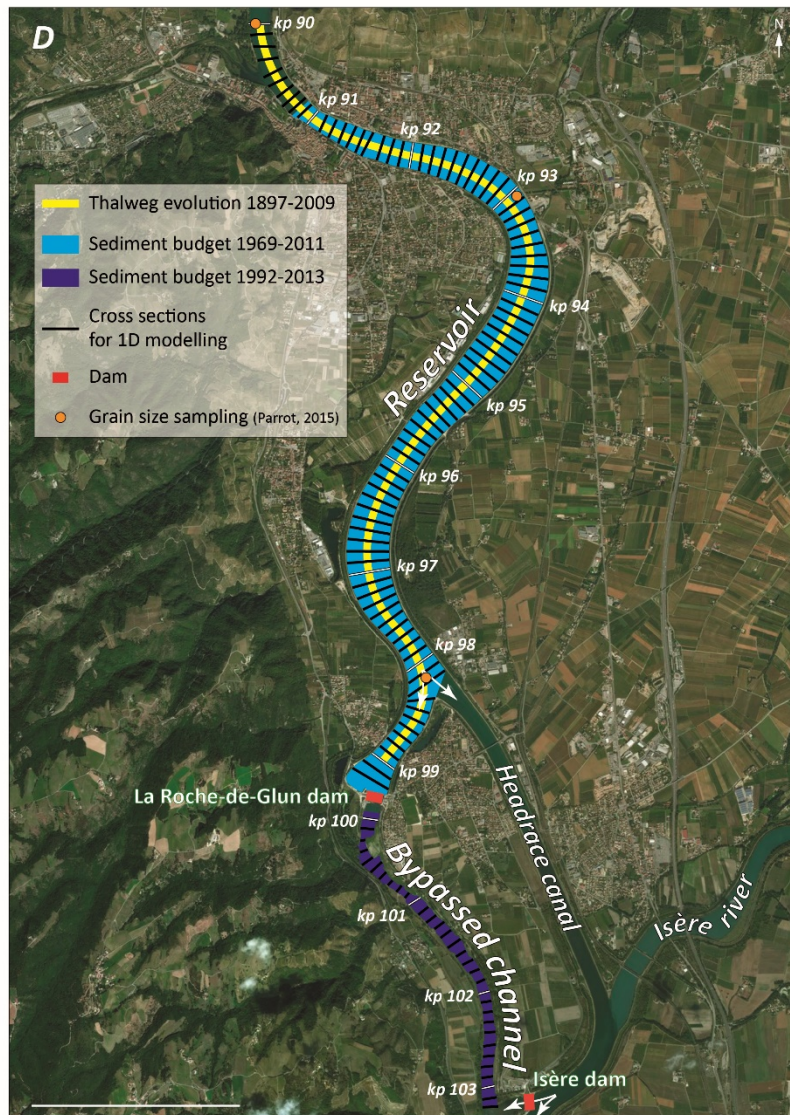 D
N
kp 90
kp 91
kp 92
kp 93
Thalweg evolution 1897-2009
Sediment budget 1969-2011
Sediment budget 1992-2013
Cross sections
for 1D modelling
Dam
Grain size sampling (Parrot, 2015)
kp 94
Reservoir
kp 95
kp 96
kp 97
kp 98
kp 99
La Roche-de-Glun dam
kp 100
Headrace canal
Bypassed channel
kp 101
Isère river
kp 102
kp 103
Isère dam